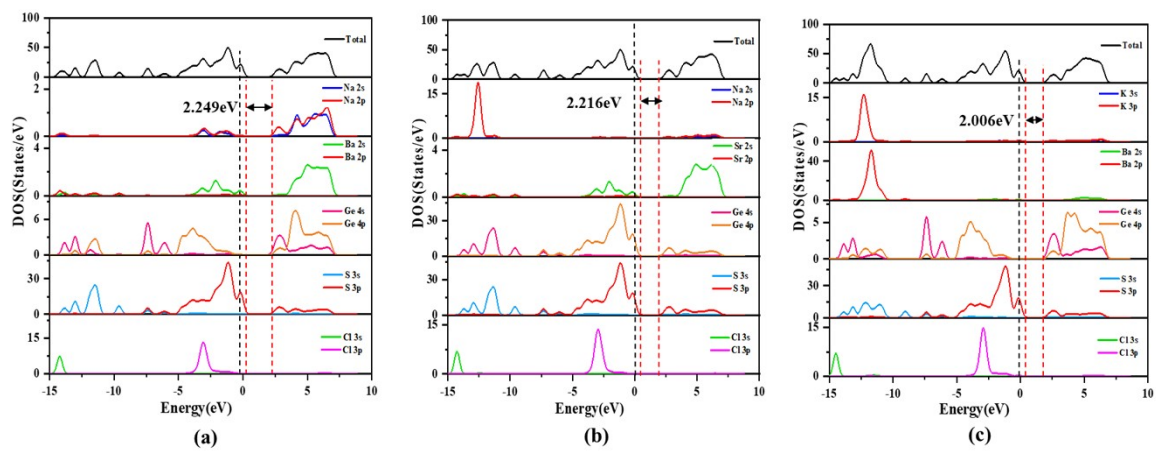 DOS(States/eV)
100
50
0
Total
2
0
Na 2s
Na 2p
2.249eV
4
0
Ba 2s
Ba 2p
6
3
0
Ge 4s
Ge 4p
30
15
0
S 3s
S 3p
15
0
Cl3s
Cl3p
-15 -10 -5 0 5 10
Energy(eV)
(a)
DOS(States/eV)
100
50
0
Total
15
0
Na 2s
Na 2p
2.216eV
4
0
Sr 2s
Sr 2p
30
0
Ge 4s
Ge 4p
30
15
0
S 3s
S 3p
15
0
Cl3s
Cl3p
-15 -10 -5 0 5 10
Energy(eV)
(b)
DOS(States/eV)
100
50
0
Total
15
0
K 3s
K 3p
2.006eV
40
0
Ba 2s
Ba 2p
5
0
Ge 4s
Ge 4p
30
15
0
S 3s
S 3p
15
0
Cl3s
Cl3p
-15 -10 -5 0 5 10
Energy(eV)
(c)